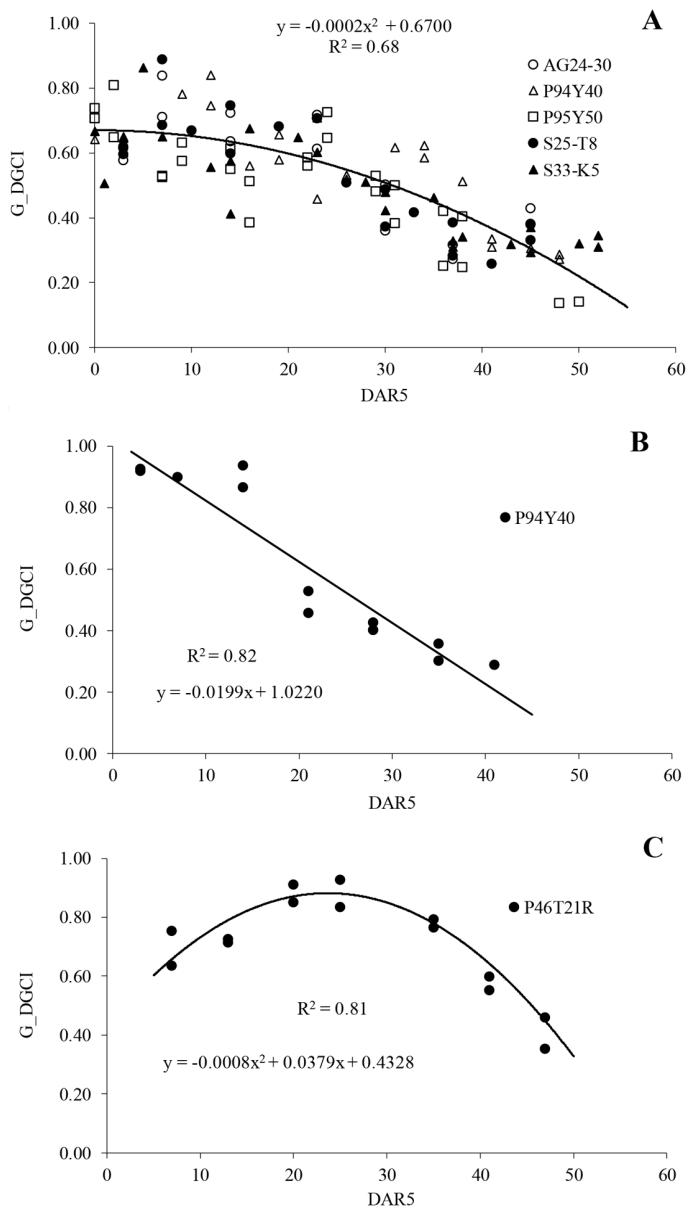 A
y = -0.0002x² + 0.6700
R² = 0.68
AG24-30
P94Y40
P95Y50
S25-T8
S33-K5
G_DGCI
1.00
0.80
0.60
0.40
0.20
0.00
0 10 20 30 40 50 60
DAR5
B
P94Y40
R² = 0.82
y = -0.0199x + 1.0220
G_DGCI
1.00
0.80
0.60
0.40
0.20
0.00
0 10 20 30 40 50 60
DAR5
C
P46T21R
R² = 0.81
y = -0.0008x² + 0.0379x + 0.4328
G_DGCI
1.00
0.80
0.60
0.40
0.20
0.00
0 10 20 30 40 50 60
DAR5